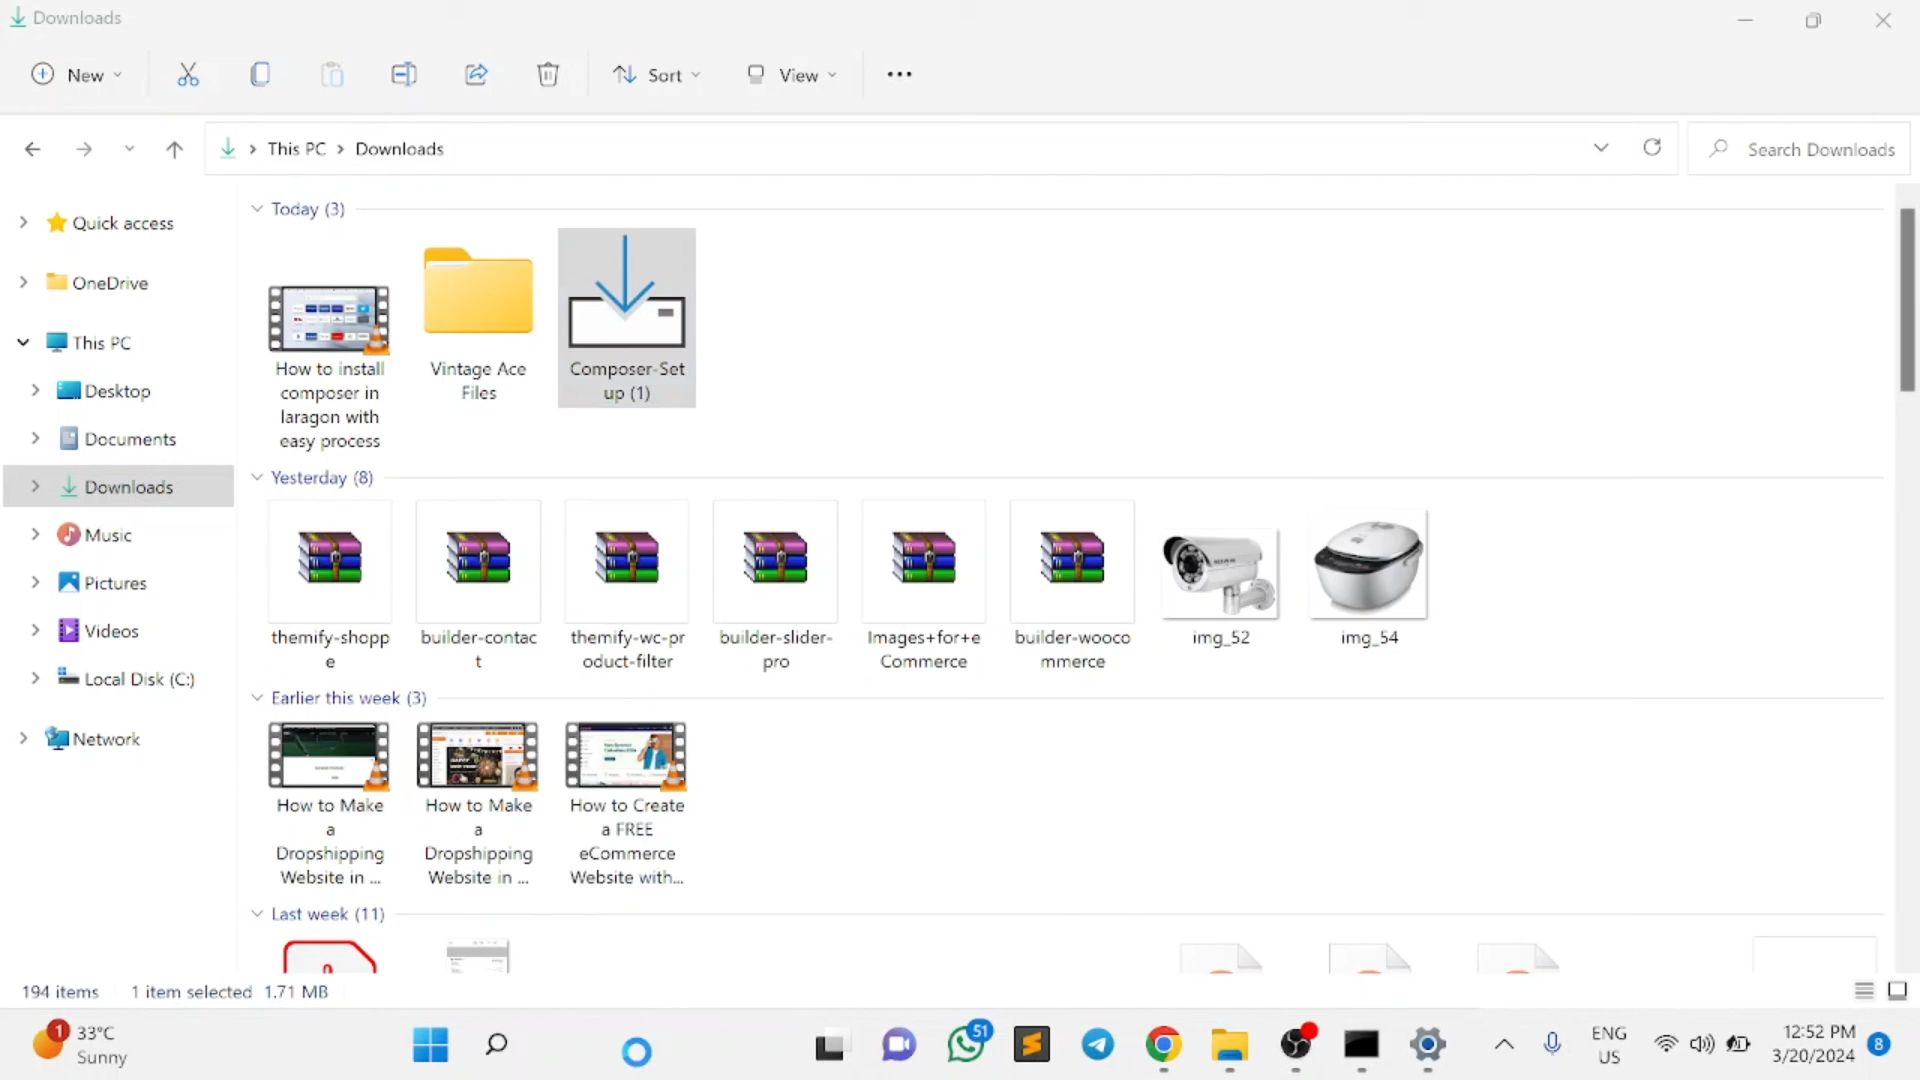 Downloads
New
Sort
View
This PC
Downloads
Search Downloads
Quick access
OneDrive
This PC
Desktop
Documents
Downloads
Music
Pictures
Videos
Local Disk (C:)
Network
Today (3)
How to install
composer in
laragon with
easy process
Vintage Ace
Files
Composer-Set
up (1)
Yesterday (8)
themify-shopp
e
builder-contac
t
themify-wc-pr
oduct-filter
builder-slider-
pro
Images+for+e
Commerce
builder-wooco
mmerce
img_52
img_54
Earlier this week (3)
How to Make
a
Dropshipping
Website in ...
How to Make
a
Dropshipping
Website in ...
How to Create
a FREE
eCommerce
Website with...
Last week (11)
194 items
1 item selected 1.71 MB
1
33°C
Sunny
51
ENG
US
12:52 PM
3/20/2024
8